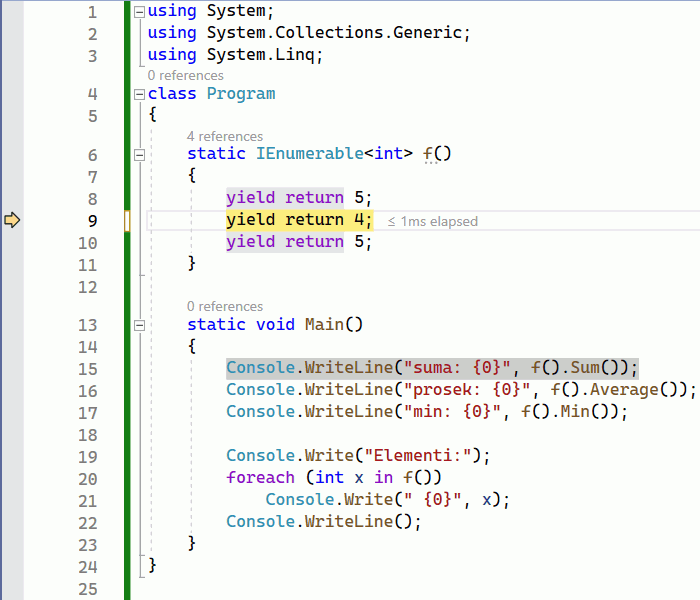 1 using System;
2 using System.Collections.Generic;
3 using System.Linq;
0 references
4 class Program
5 {
4 references
6 static IEnumerable<int> f()
7 {
8 yield return 5;
9 yield return 4; ≤ 1ms elapsed
10 yield return 5;
11 }
12
0 references
13 static void Main()
14 {
15 Console.WriteLine("suma: {0}", f().Sum());
16 Console.WriteLine("prosek: {0}", f().Average());
17 Console.WriteLine("min: {0}", f().Min());
18
19 Console.Write("Elementi:");
20 foreach (int x in f())
21 Console.Write(" {0}", x);
22 Console.WriteLine();
23 }
24 }
25